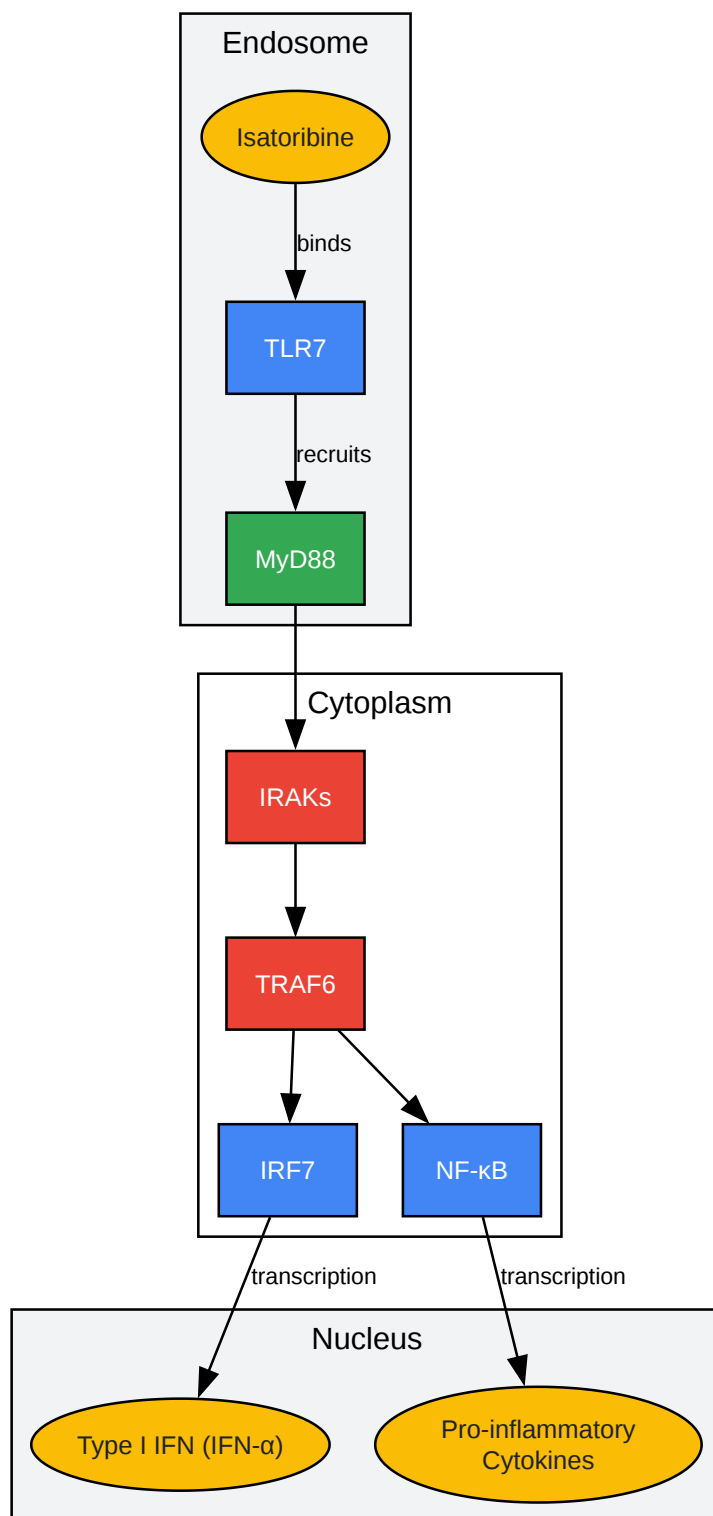 Endosome
Isatoribine
binds
TLR7
recruits
MyD88
Cytoplasm
IRAKs
TRAF6
IRF7
NF-κB
transcription
transcription
Nucleus
Type I IFN (IFN-α)
Pro-inflammatory
Cytokines